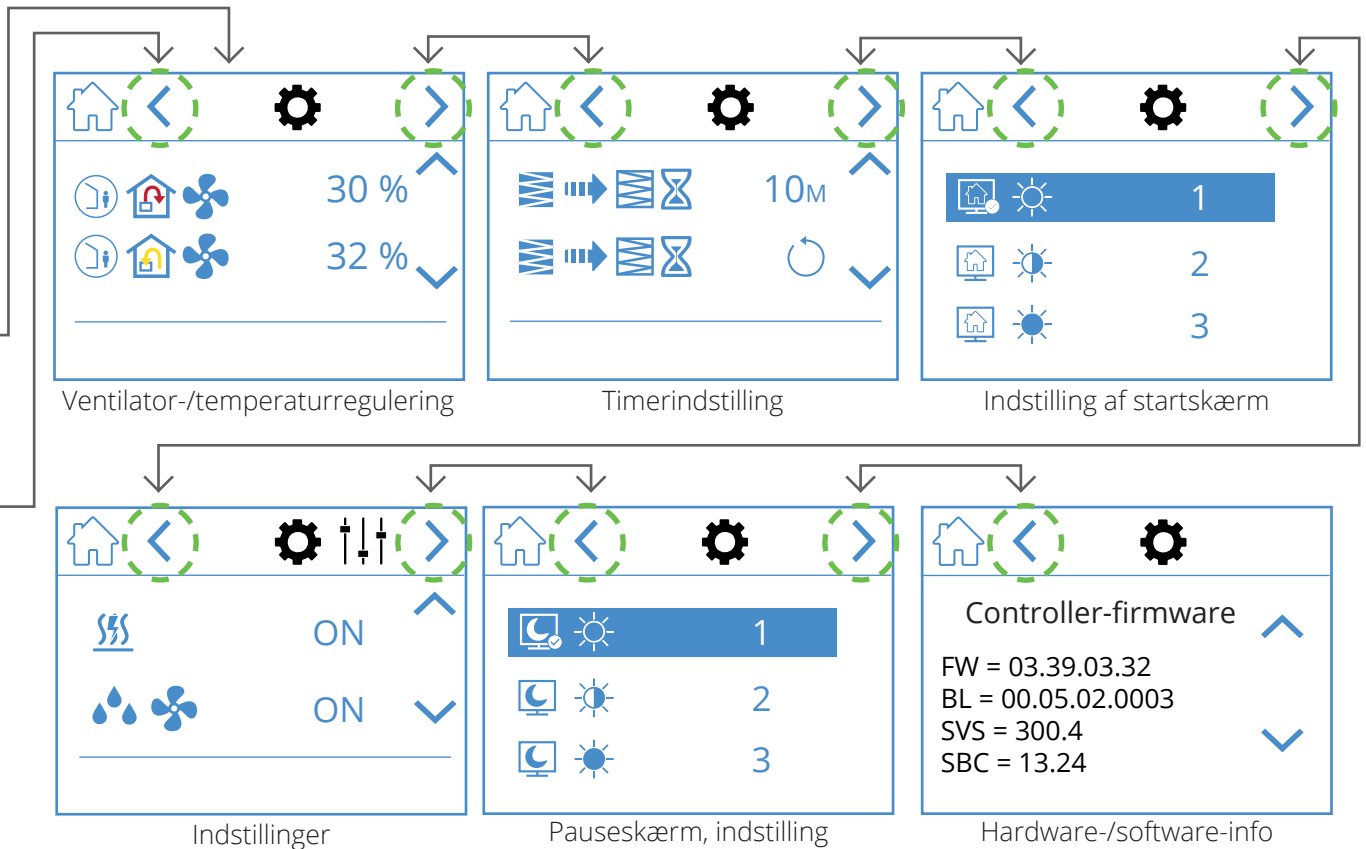 30 %
32 %
Ventilator-/temperaturregulering
10M
Timerindstilling
1
2
3
Indstilling af startskærm
ON
ON
Indstillinger
1
2
3
Pauseskærm, indstilling
Controller-firmware
FW = 03.39.03.32
BL = 00.05.02.0003
SVS = 300.4
SBC = 13.24
Hardware-/software-info